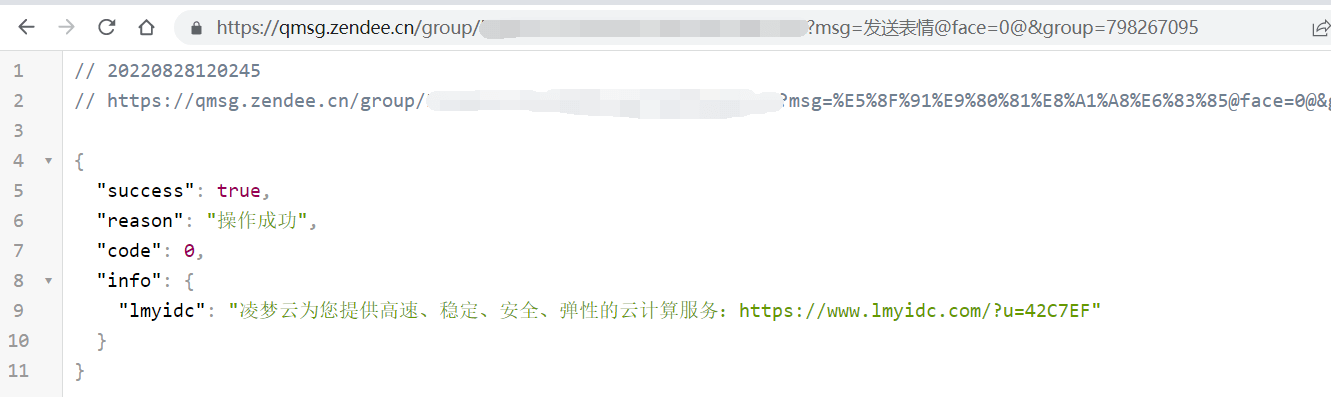 https://qmsg.zendee.cn/group/ ?msg=发送表情@face=0@&group=798267095
1 // 20220828120245
2 // https://qmsg.zendee.cn/group/ ?msg=%E5%8F%91%E9%80%81%E8%A1%A8%E6%83%85@face=0@&g
3
4 {
5 "success": true,
6 "reason": "操作成功",
7 "code": 0,
8 "info": {
9 "lmyidc": "凌梦云为您提供高速、稳定、安全、弹性的云计算服务：https://www.lmyidc.com/?u=42C7EF"
10 }
11 }